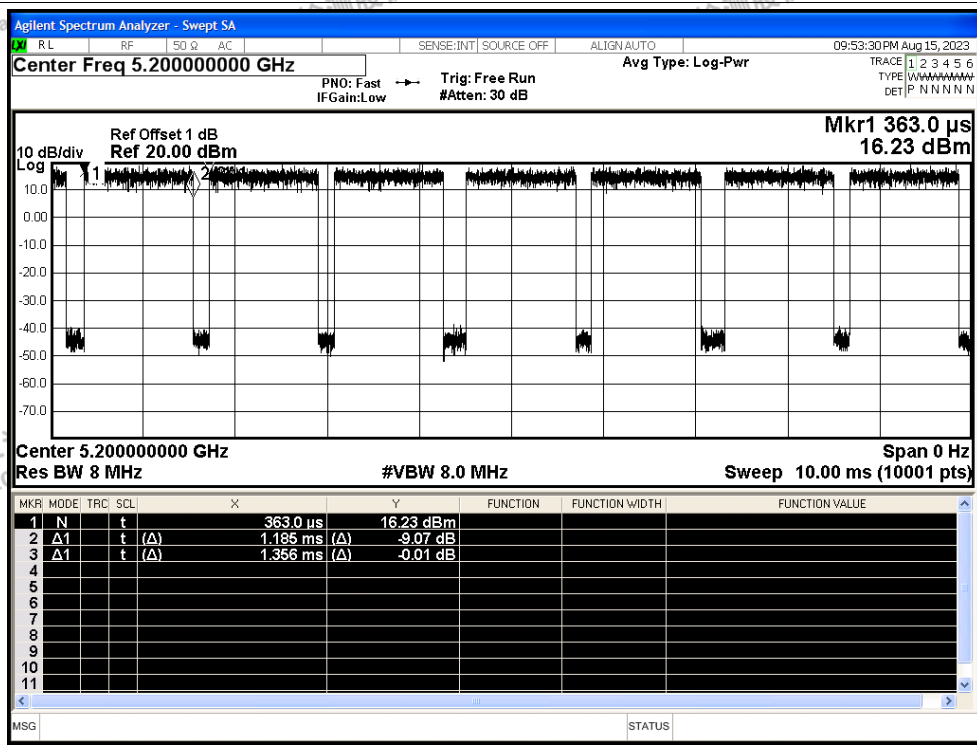 Agilent Spectrum Analyzer - Swept SA
LXI RL RF 50 Ω AC SENSE:INT SOURCE OFF ALIGN AUTO 09:53:30 PM Aug 15, 2023
Center Freq 5.200000000 GHz Avg Type: Log-Pwr TRACE 1 2 3 4 5 6
PNO: Fast Trig: Free Run TYPE
IFGain:Low #Atten: 30 dB DET P N N N N N
Mkr1 363.0 µs
Ref Offset 1 dB
10 dB/div Ref 20.00 dBm 16.23 dBm
Log
1 2
10.0
0.00
-10.0
-20.0
-30.0
-40.0
-50.0
-60.0
-70.0
Center 5.200000000 GHz Span 0 Hz
Res BW 8 MHz #VBW 8.0 MHz Sweep 10.00 ms (10001 pts)
MKR MODE TRC SCL X Y FUNCTION FUNCTION WIDTH FUNCTION VALUE
1 N t 363.0 µs 16.23 dBm
2 Δ1 t (Δ) 1.185 ms (Δ) -9.07 dB
3 Δ1 t (Δ) 1.356 ms (Δ) -0.01 dB
4
5
6
7
8
9
10
11
MSG STATUS